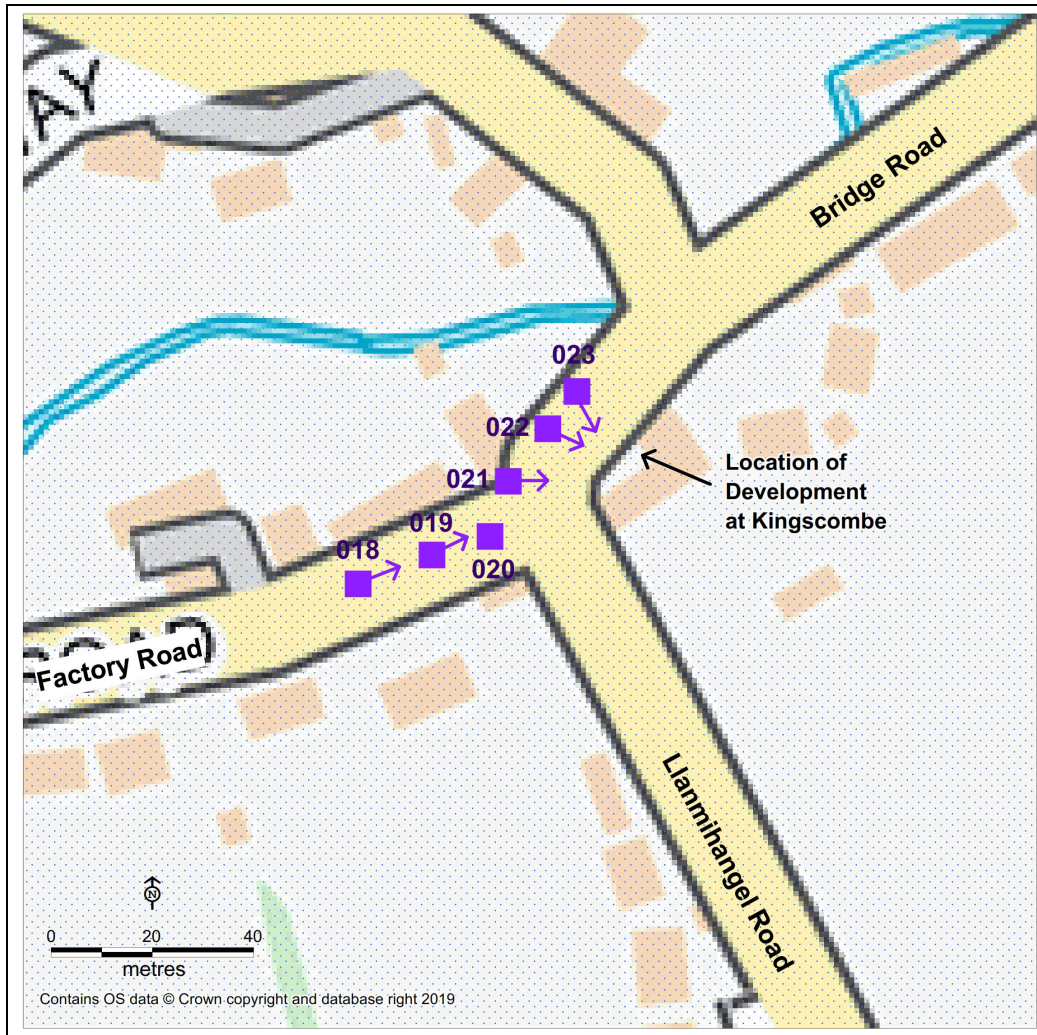 AY
Bridge Road
023
022
Location of
Development
at Kingscombe
021
019
018
020
Factory Road
Llanmihangel Road
N
0 20 40
metres
Contains OS data © Crown copyright and database right 2019